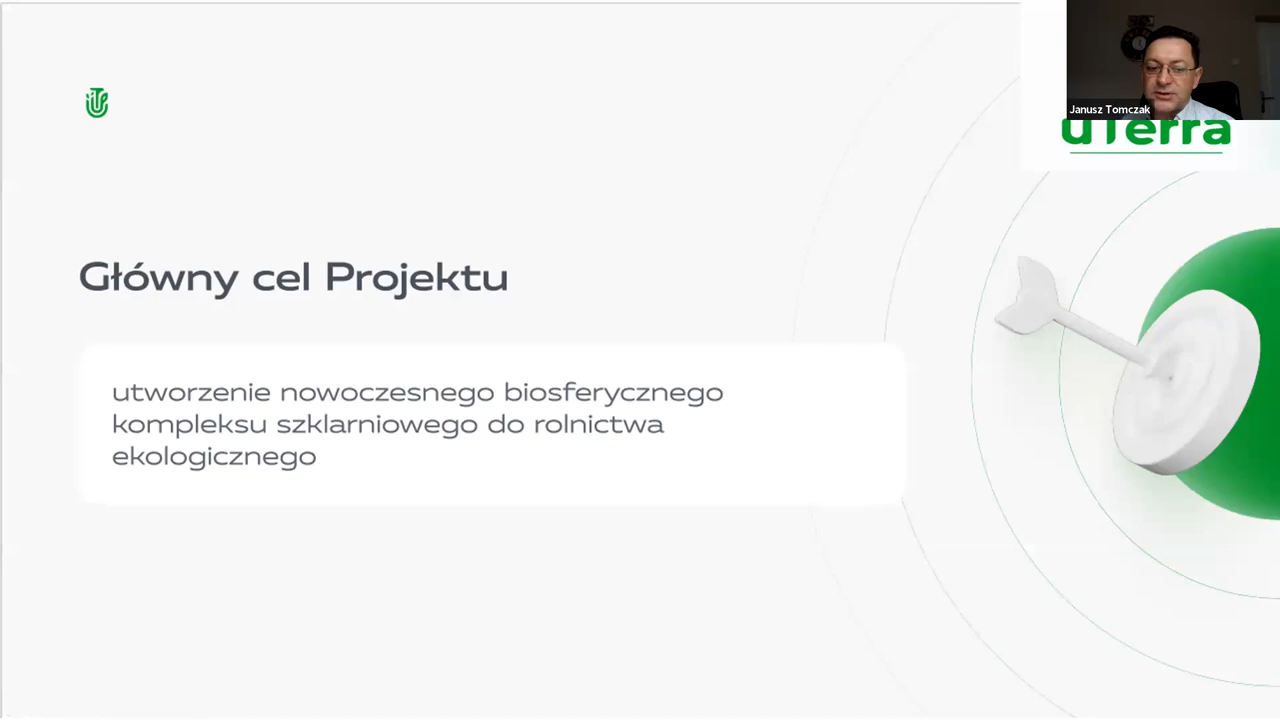 Janusz Tomczak
uTerra
Główny cel Projektu
utworzenie nowoczesnego biosferycznego
kompleksu szklarniowego do rolnictwa
ekologicznego